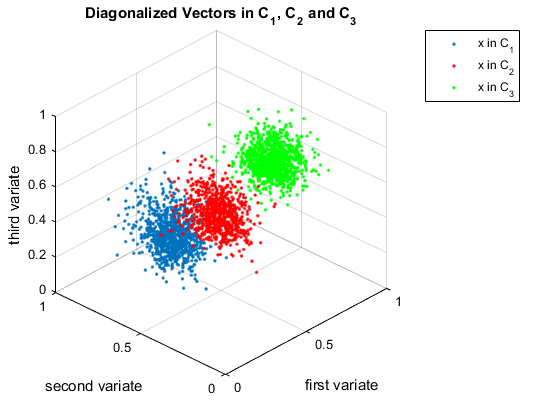 Diagonalized Vectors in C1, C2 and C3
x in C1
x in C2
x in C3
third variate
1
0.8
0.6
0.4
0.2
0
1
0.5
0
second variate
0
0.5
1
first variate